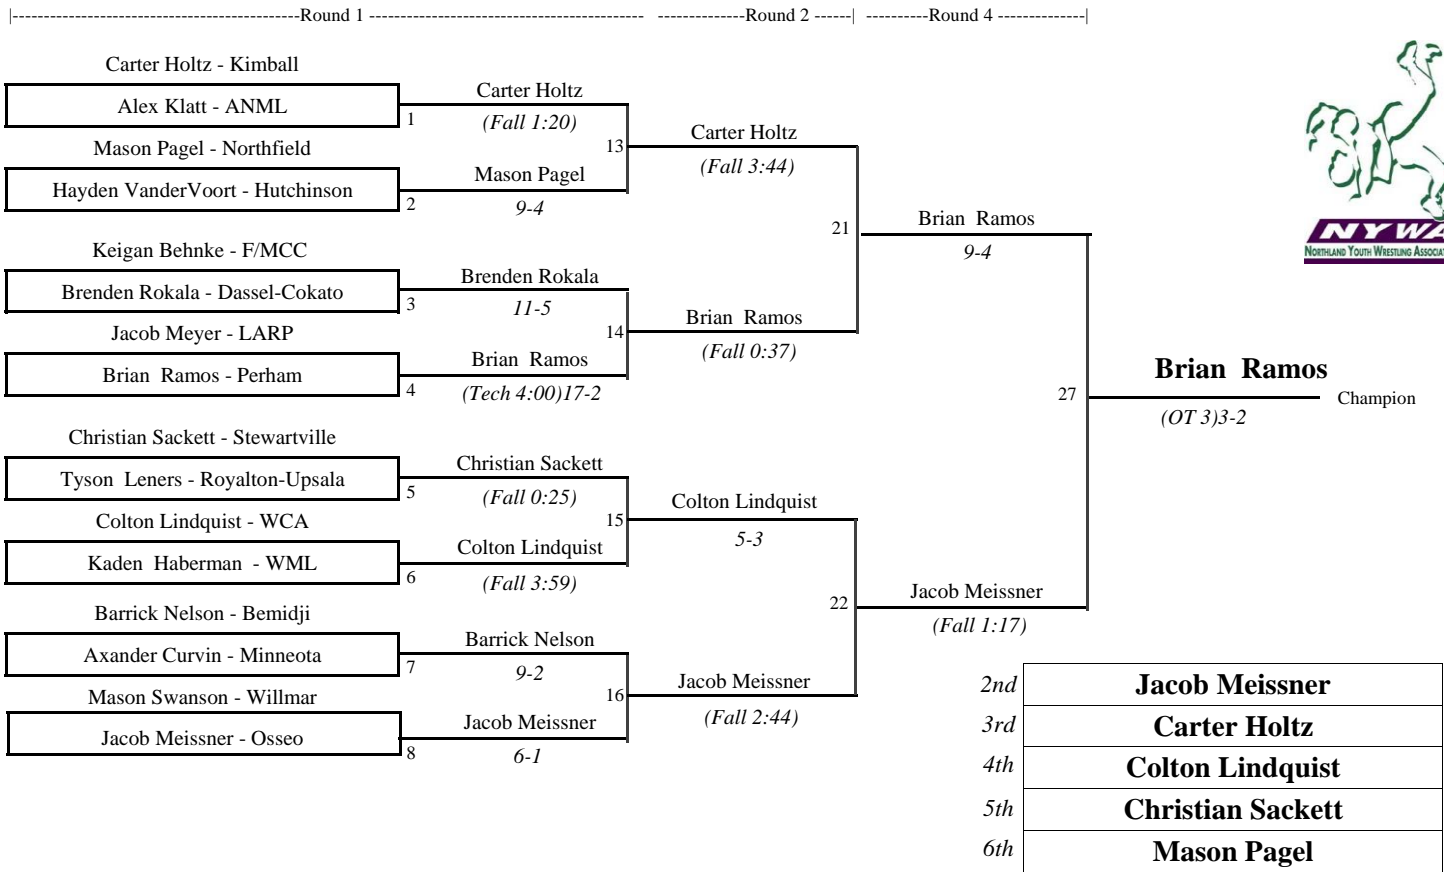 |-------------------------------------------Round 1 ----------------------------------------- -------------Round 2 ------| ----------Round 4 -------------|
Carter Holtz - Kimball
Alex Klatt - ANML
1
Carter Holtz
(Fall 1:20)
Mason Pagel - Northfield
Hayden VanderVoort - Hutchinson
2
Mason Pagel
9-4
13
Carter Holtz
(Fall 3:44)
Keigan Behnke - F/MCC
Brenden Rokala - Dassel-Cokato
3
Brenden Rokala
11-5
Jacob Meyer - LARP
Brian Ramos - Perham
4
Brian Ramos
(Tech 4:00)17-2
14
Brian Ramos
(Fall 0:37)
21
Brian Ramos
9-4
Christian Sackett - Stewartville
Tyson Leners - Royalton-Upsala
5
Christian Sackett
(Fall 0:25)
Colton Lindquist - WCA
Kaden Haberman - WML
6
Colton Lindquist
(Fall 3:59)
15
Colton Lindquist
5-3
Barrick Nelson - Bemidji
Axander Curvin - Minneota
7
Barrick Nelson
9-2
Mason Swanson - Willmar
Jacob Meissner - Osseo
8
Jacob Meissner
6-1
16
Jacob Meissner
(Fall 2:44)
22
Jacob Meissner
(Fall 1:17)
27
Brian Ramos
Champion
(OT 3)3-2
NYWA
NORTHLAND YOUTH WRESTLING
2nd Jacob Meissner
3rd Carter Holtz
4th Colton Lindquist
5th Christian Sackett
6th Mason Pagel